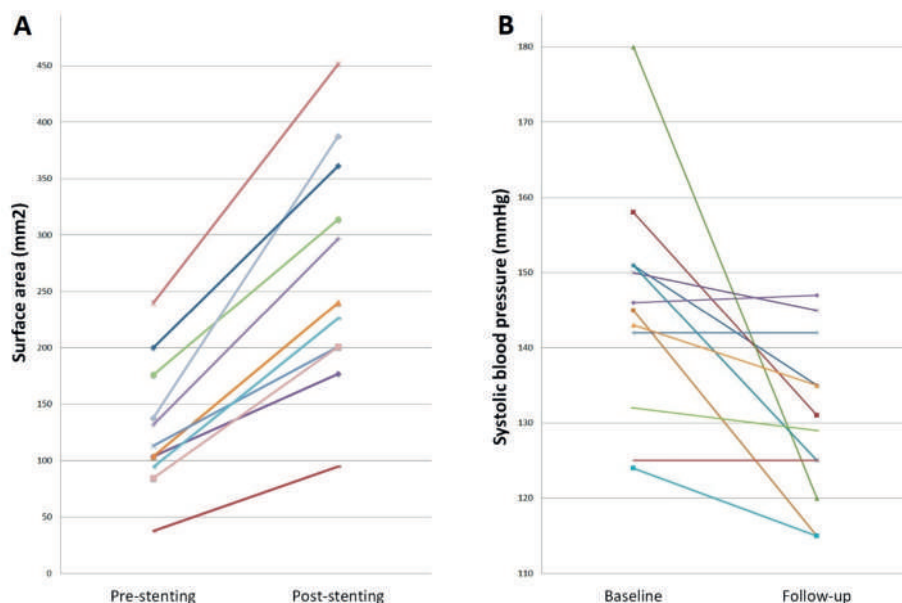 A
Surface area (mm2)
450
400
350
300
250
200
150
100
50
0
Pre-stenting
Post-stenting
B
Systolic blood pressure (mmHg)
180
170
160
150
140
130
120
110
Baseline
Follow-up